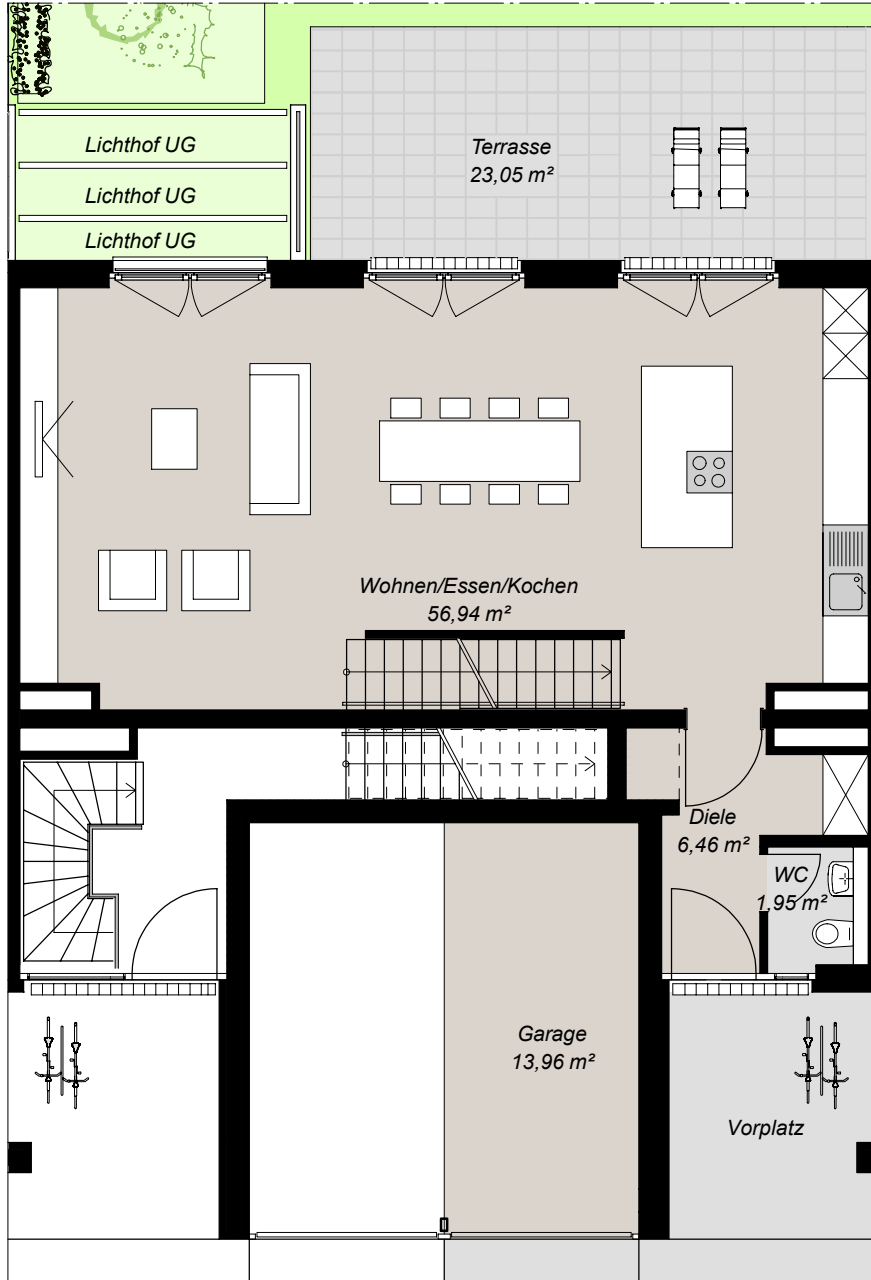 Lichthof UG
Lichthof UG
Lichthof UG
Terrasse
23,05 m²
Wohnen/Essen/Kochen
56,94 m²
Diele
6,46 m²
WC
1,95 m²
Garage
13,96 m²
Vorplatz